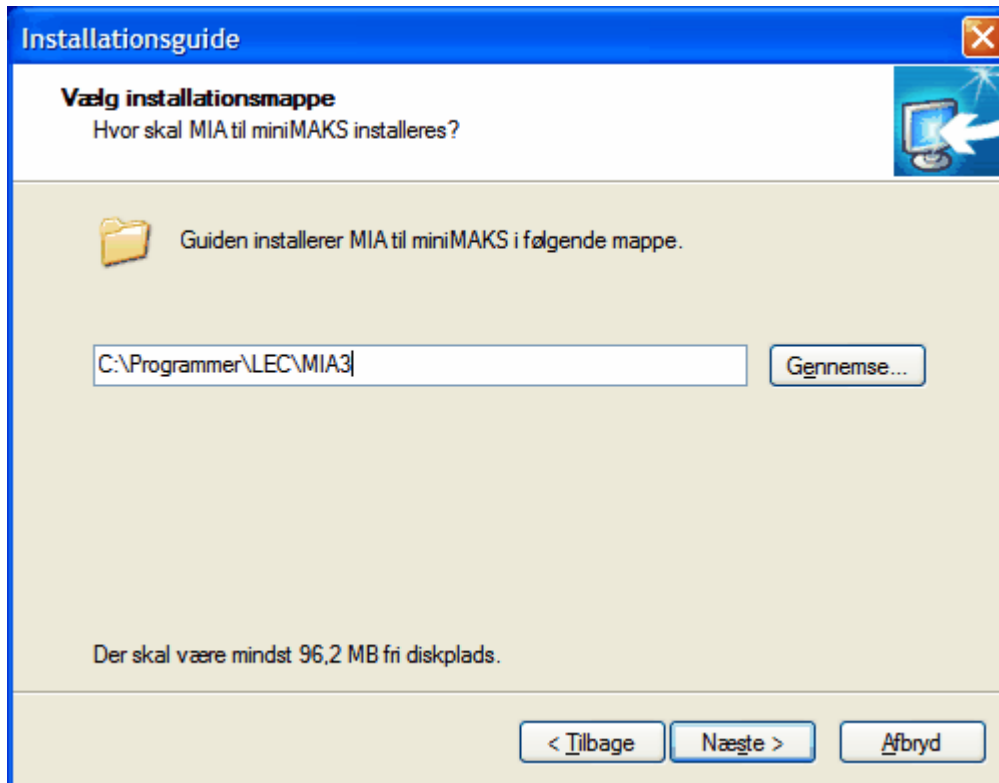 Installationsguide
Vælg installationsmappe
Hvor skal MIA til miniMAKS installeres?
Guiden installerer MIA til miniMAKS i følgende mappe.
C:\Programmer\LEC\MIA3
Gennemse...
Der skal være mindst 96,2 MB fri diskplads.
< Tilbage
Næste >
Afbryd